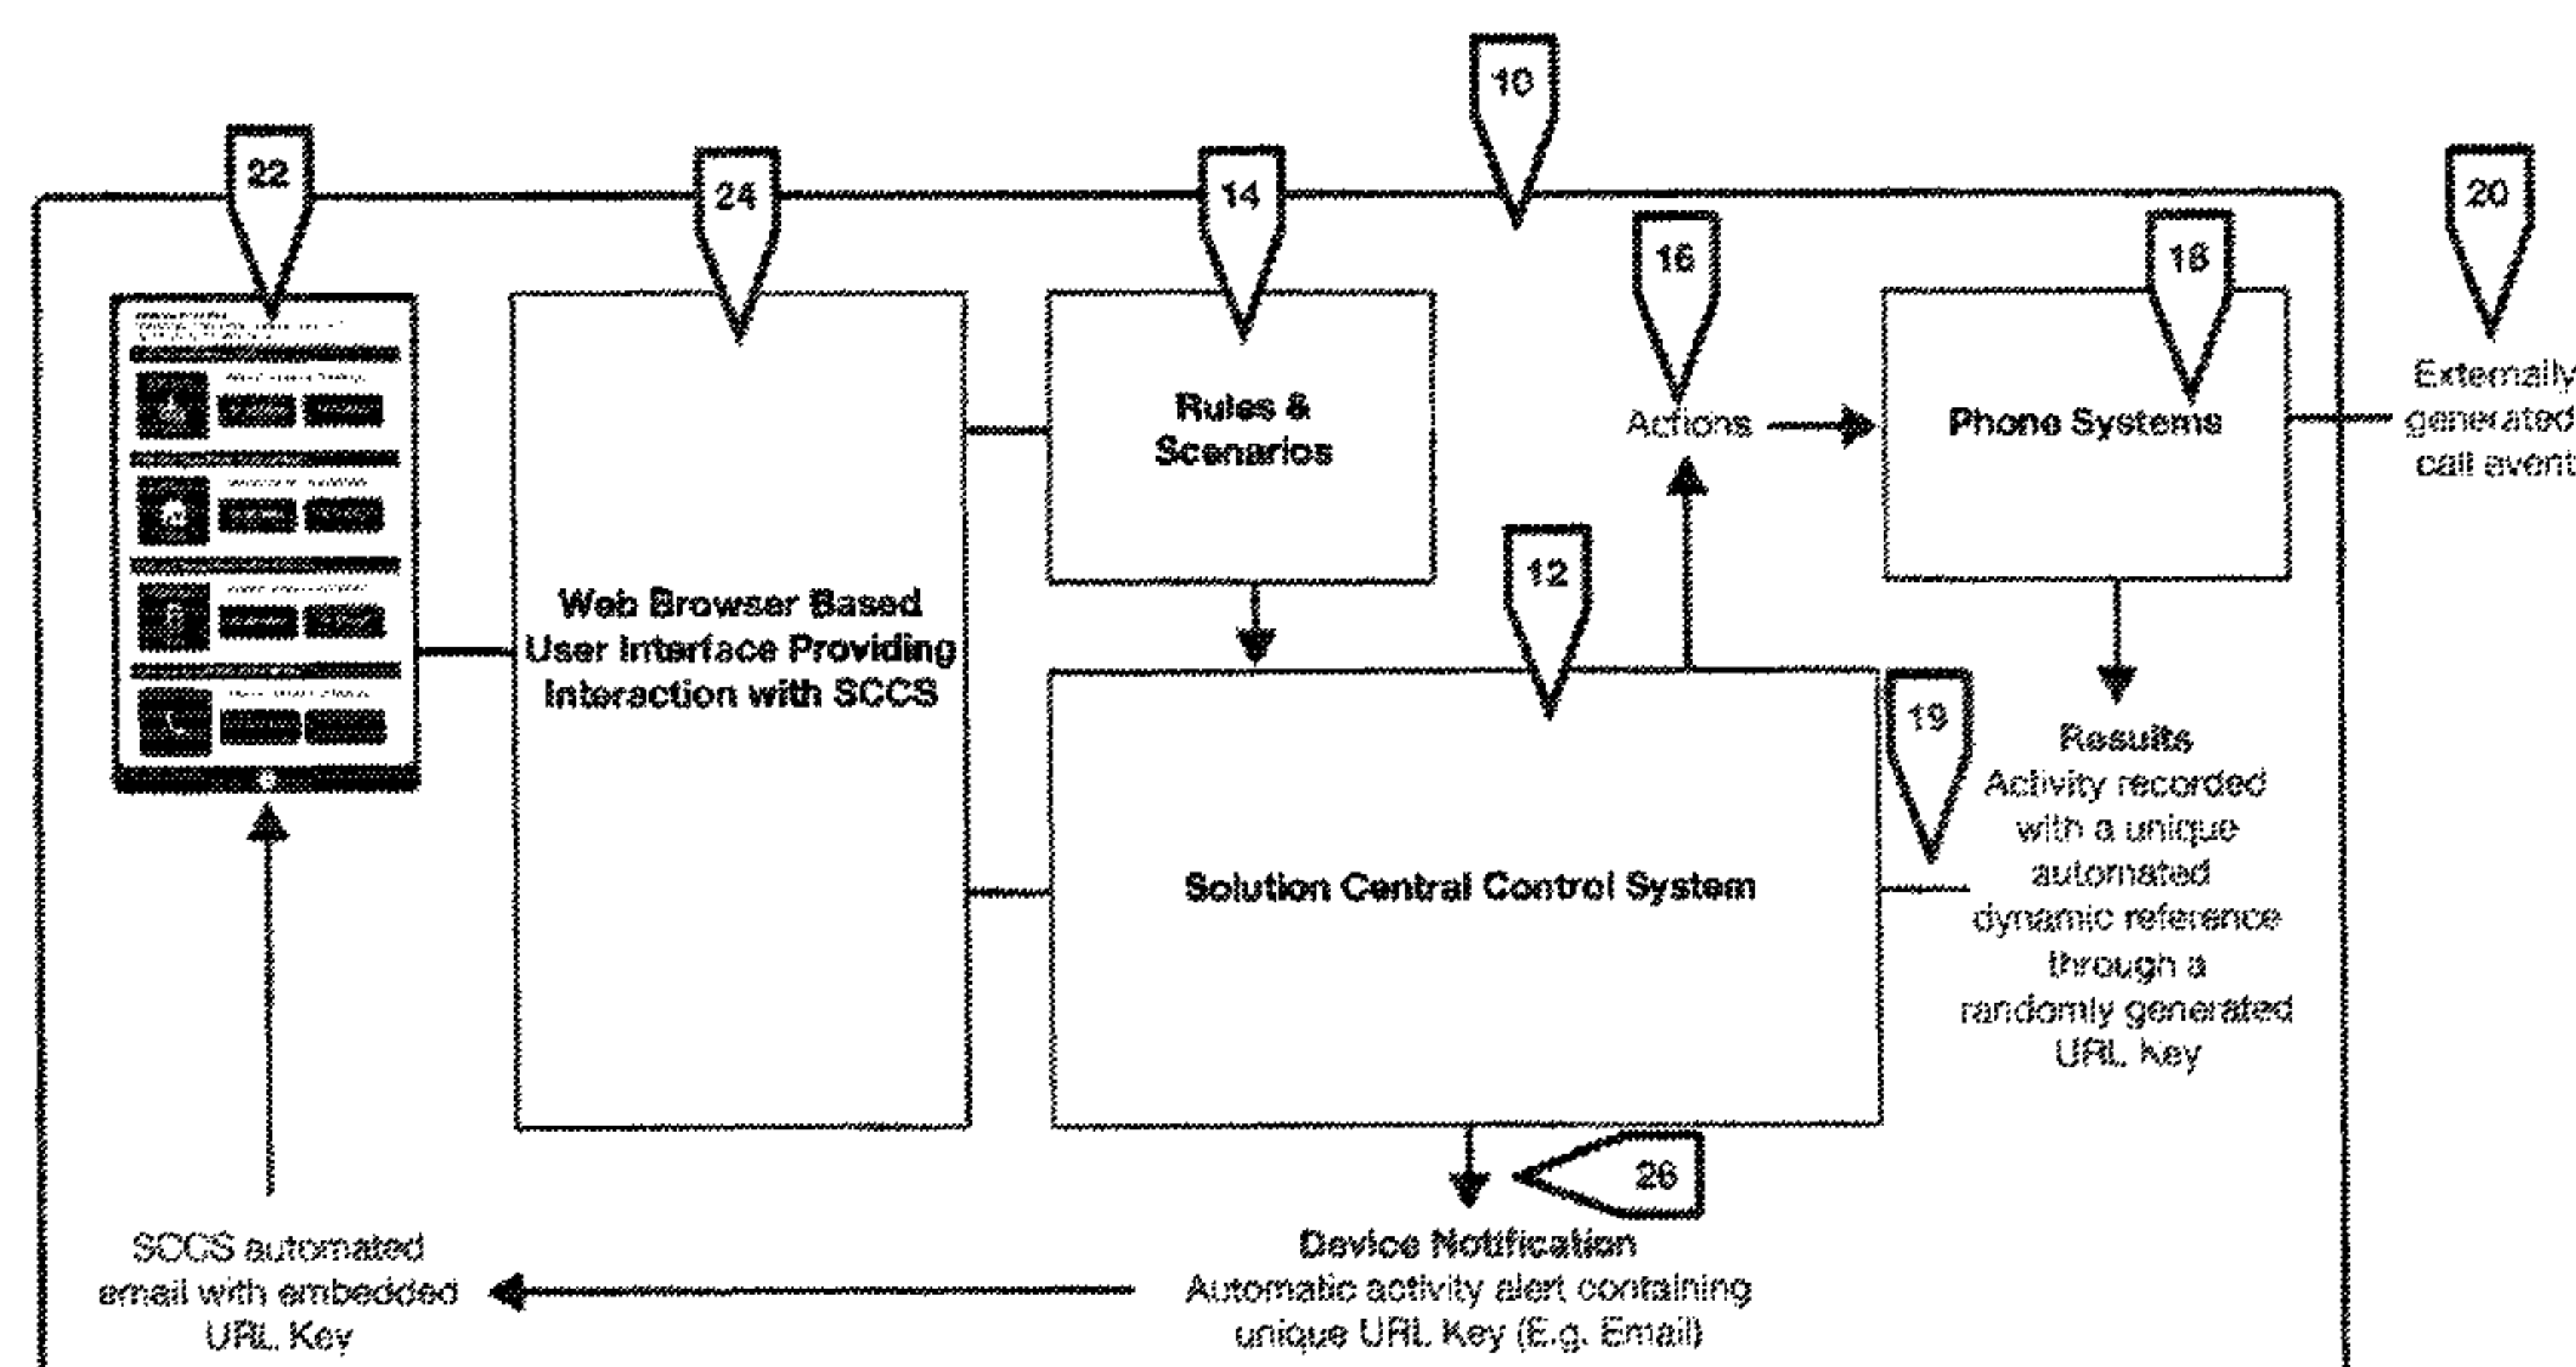 10
22
24
14
20
16
18
Externally
generated
call event
Rules &
Scenarios
Actions
Phone Systems
12
Web Browser Based
User Interface Providing
Interaction with SCCS
19
Results
Activity recorded
with a unique
automated
dynamic reference
through a
randomly generated
URL Key
Solution Central Control System
26
Device Notification
Automatic activity alert containing
unique URL Key (E.g. Email)
SCCS automated
email with embedded
URL Key